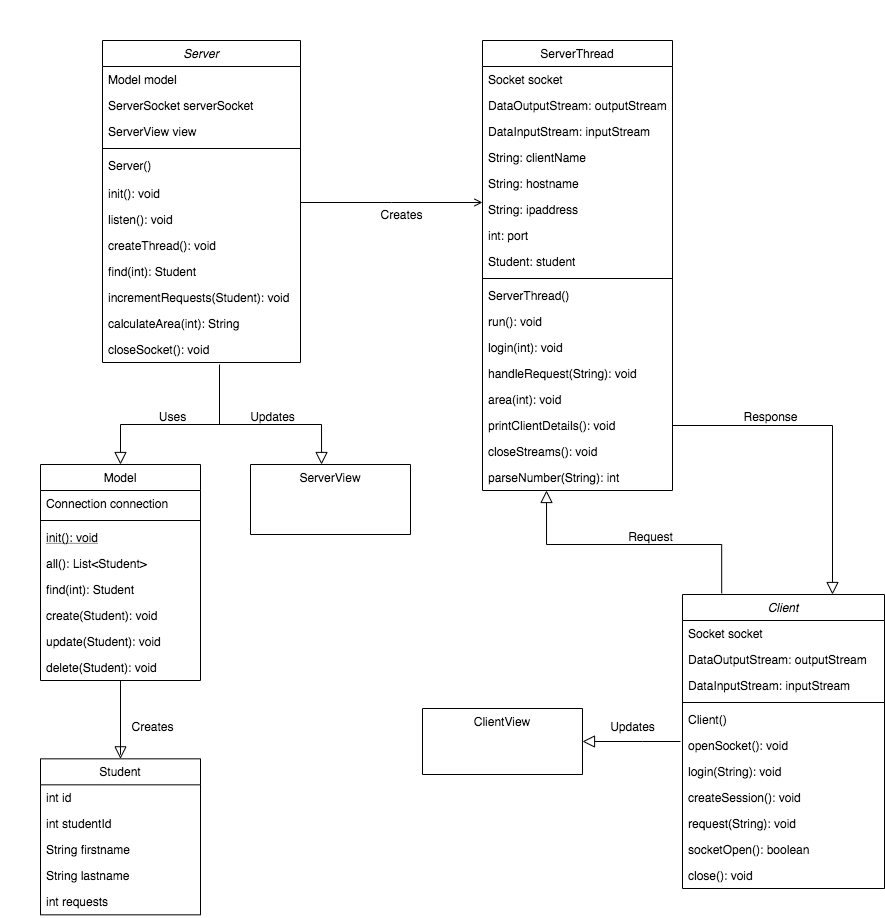 Server
Model model
ServerSocket serverSocket
ServerView view
Server()
init(): void
listen(): void
createThread(): void
find(int): Student
incrementRequests(Student): void
calculateArea(int): String
closeSocket(): void
Creates
ServerThread
Socket socket
DataOutputStream: outputStream
DataInputStream: inputStream
String: clientName
String: hostname
String: ipaddress
int: port
Student: student
ServerThread()
run(): void
login(int): void
handleRequest(String): void
area(int): void
printClientDetails(): void
closeStreams(): void
parseNumber(String): int
Uses
Updates
Response
Model
Connection connection
init(): void
all(): List<Student>
find(int): Student
create(Student): void
update(Student): void
delete(Student): void
ServerView
Request
Creates
Student
int id
int studentId
String firstname
String lastname
int requests
ClientView
Updates
Client
Socket socket
DataOutputStream: outputStream
DataInputStream: inputStream
Client()
openSocket(): void
login(String): void
createSession(): void
request(String): void
socketOpen(): boolean
close(): void